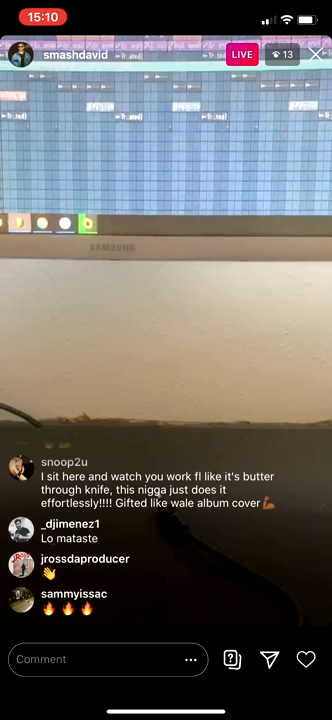 15:10
smashdavid
LIVE
13
SAMSUNG
snoop2u
I sit here and watch you work fl like it's butter
through knife, this nigga just does it
effortlessly!!!! Gifted like wale album cover💪🏾
_djimenez1
Lo mataste
jrossdaproducer
👋
sammyissac
🔥 🔥 🔥
Comment